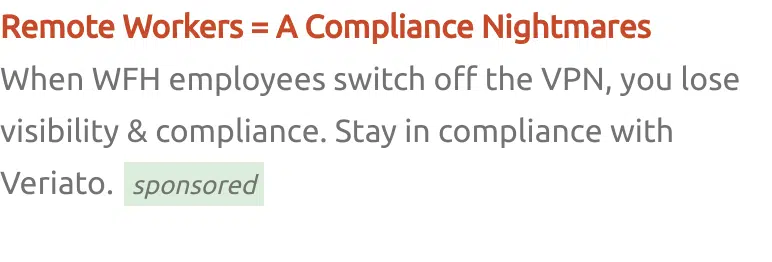 Remote Workers = A Compliance Nightmares
When WFH employees switch off the VPN, you lose
visibility & compliance. Stay in compliance with
Veriato. sponsored